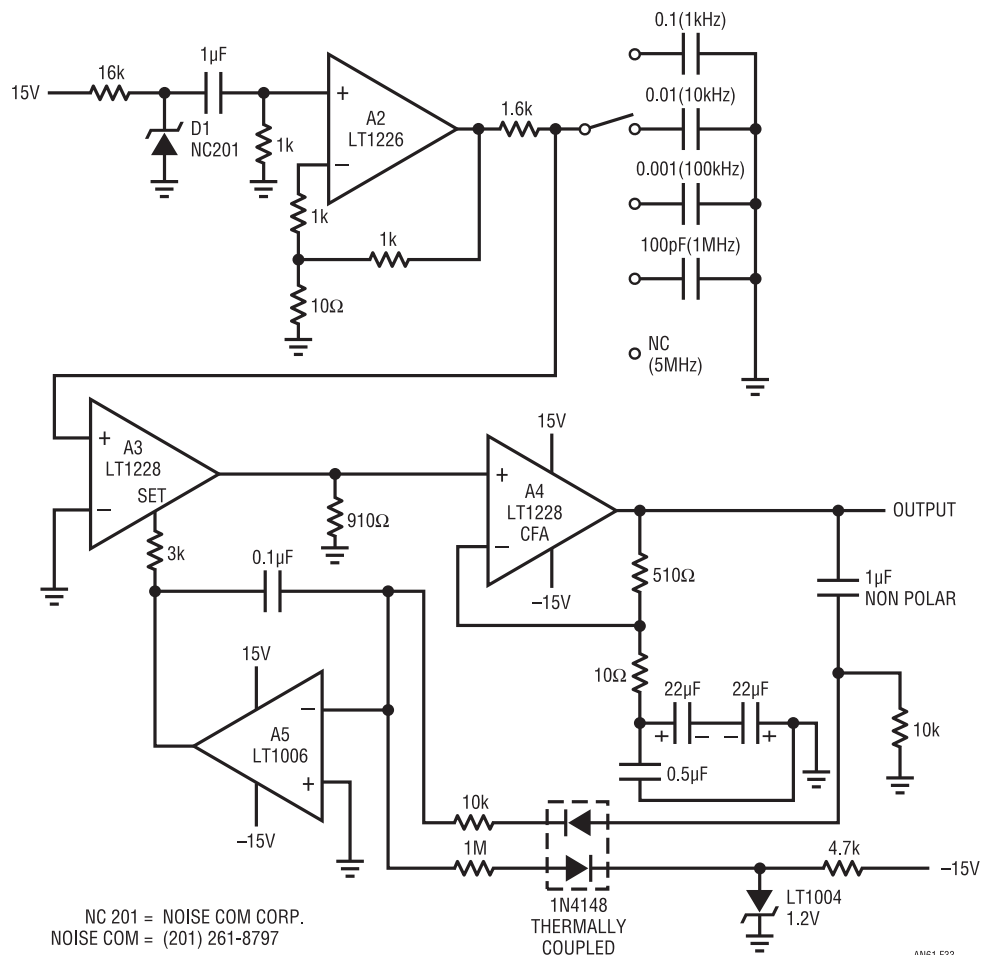 0.1(1kHz)
1µF
16k
15V
+
A2
LT1226
–
D1
NC201
1k
1.6k
0.01(10kHz)
0.001(100kHz)
1k
1k
100pF(1MHz)
10Ω
NC
(5MHz)
15V
+
A3
LT1228
SET
–
+
A4
LT1228
CFA
–
OUTPUT
910Ω
3k
0.1µF
–15V
510Ω
1µF
NON POLAR
15V
10Ω
22µF
22µF
–
A5
LT1006
+
+
–
–
+
10k
0.5µF
–15V
10k
1M
4.7k
–15V
LT1004
1.2V
1N4148
THERMALLY
COUPLED
NC 201 = NOISE COM CORP.
NOISE COM = (201) 261-8797
AN61 F33